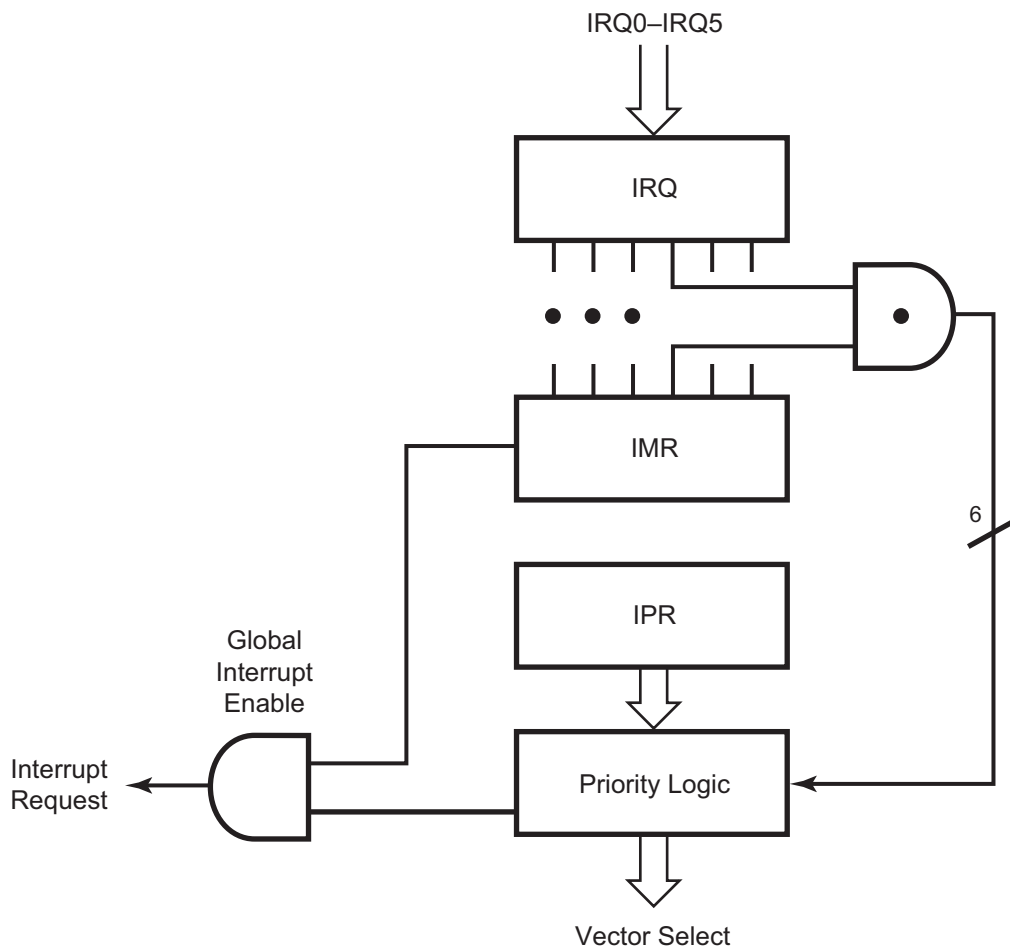 IRQ0–IRQ5
IRQ
IMR
6
IPR
Global
Interrupt
Enable
Interrupt
Request
Priority Logic
Vector Select